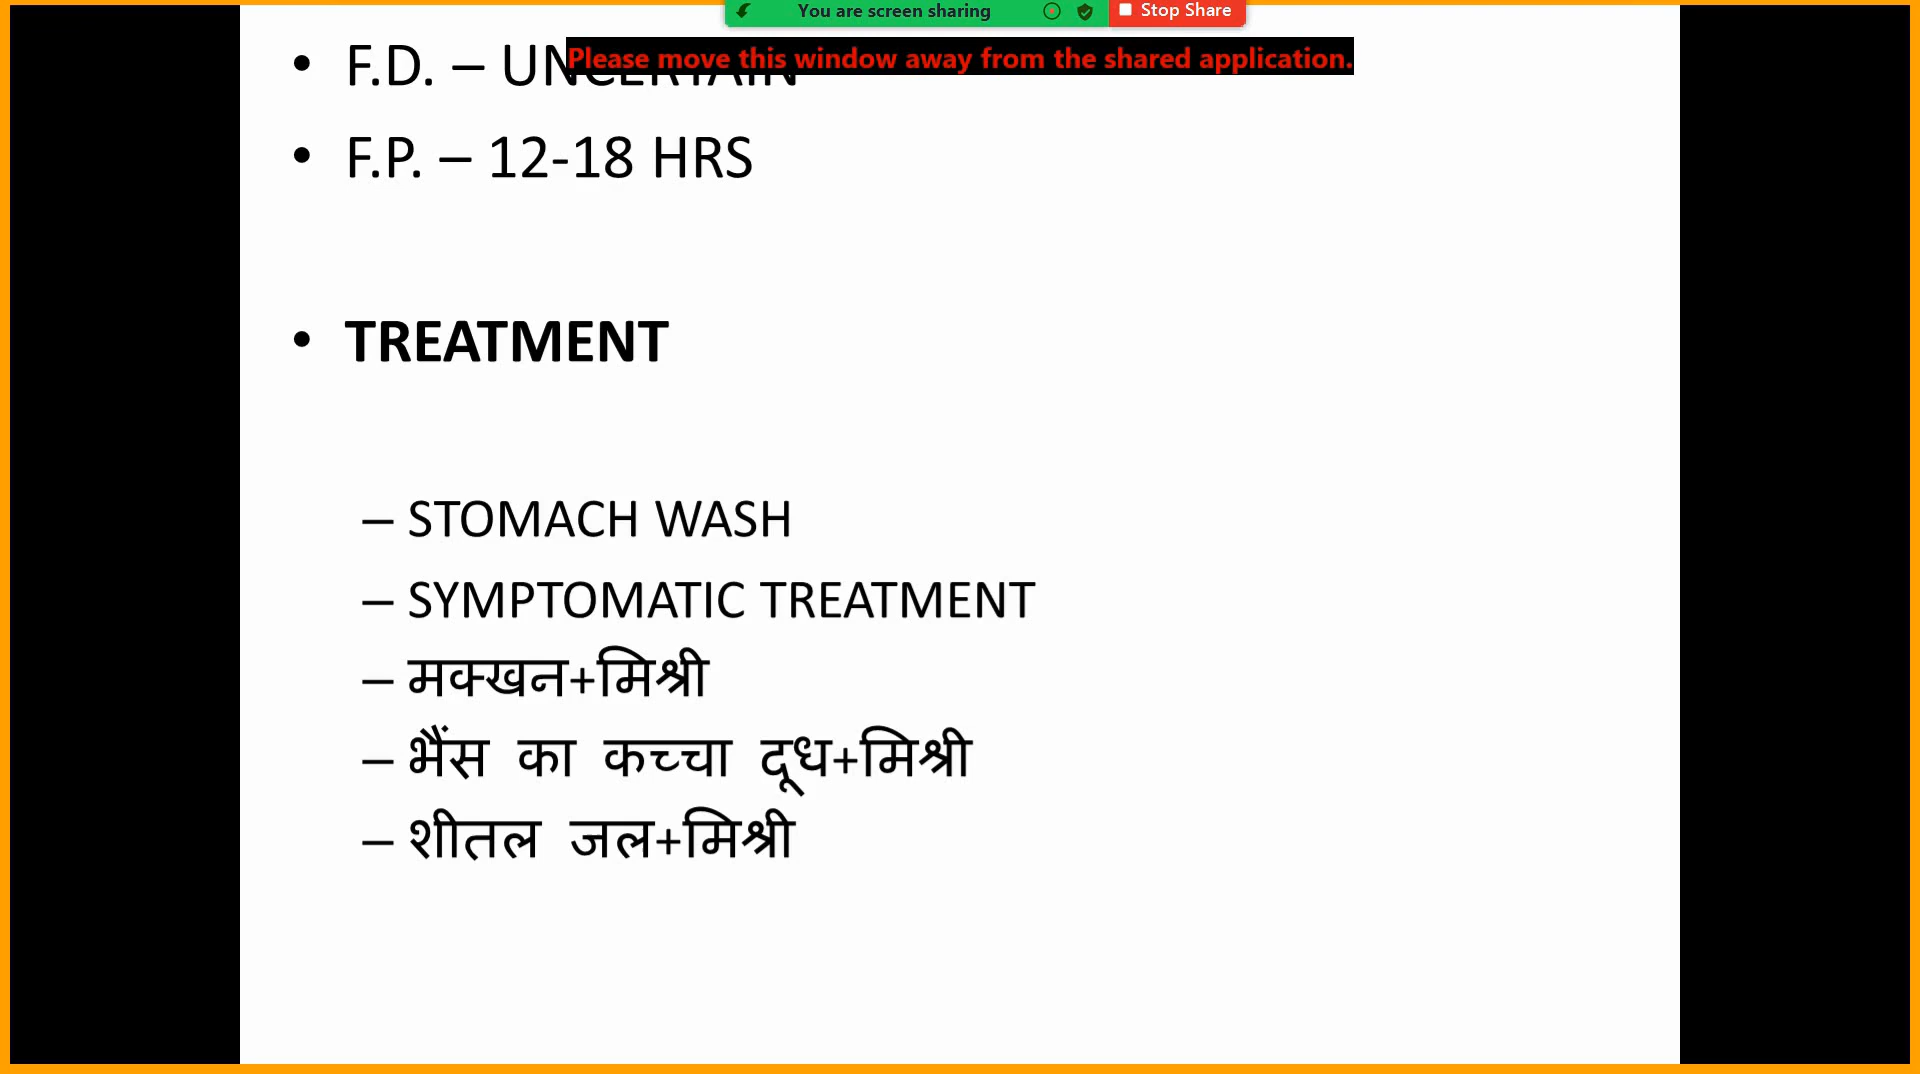 You are screen sharing Stop Share
Please move this window away from the shared application.
• F.D. – UNCERTAIN
• F.P. – 12-18 HRS
• TREATMENT
– STOMACH WASH
– SYMPTOMATIC TREATMENT
– मक्खन+मिश्री
– भैंस का कच्चा दूध+मिश्री
– शीतल जल+मिश्री